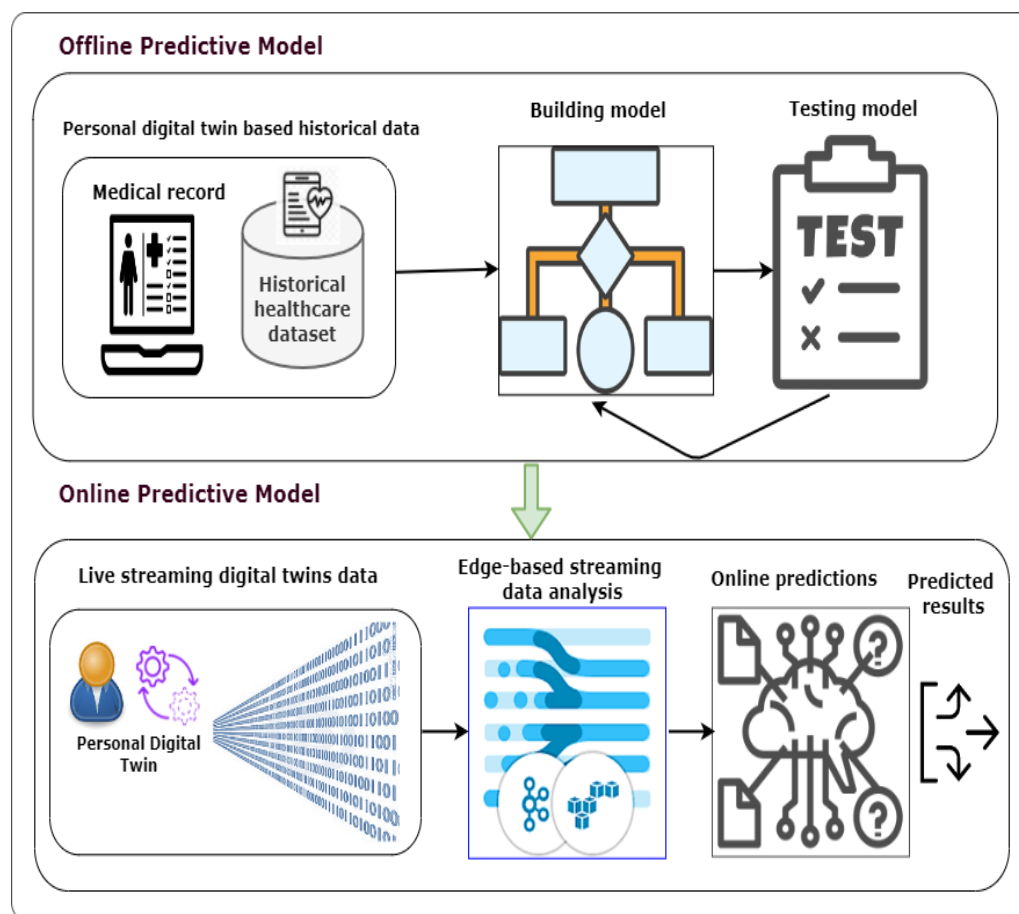 Offline Predictive Model
Personal digital twin based historical data
Building model
Testing model
Medical record
Historical
healthcare
dataset
TEST
Online Predictive Model
Live streaming digital twins data
Edge-based streaming
data analysis
Online predictions
Predicted
results
Personal Digital
Twin
?
?